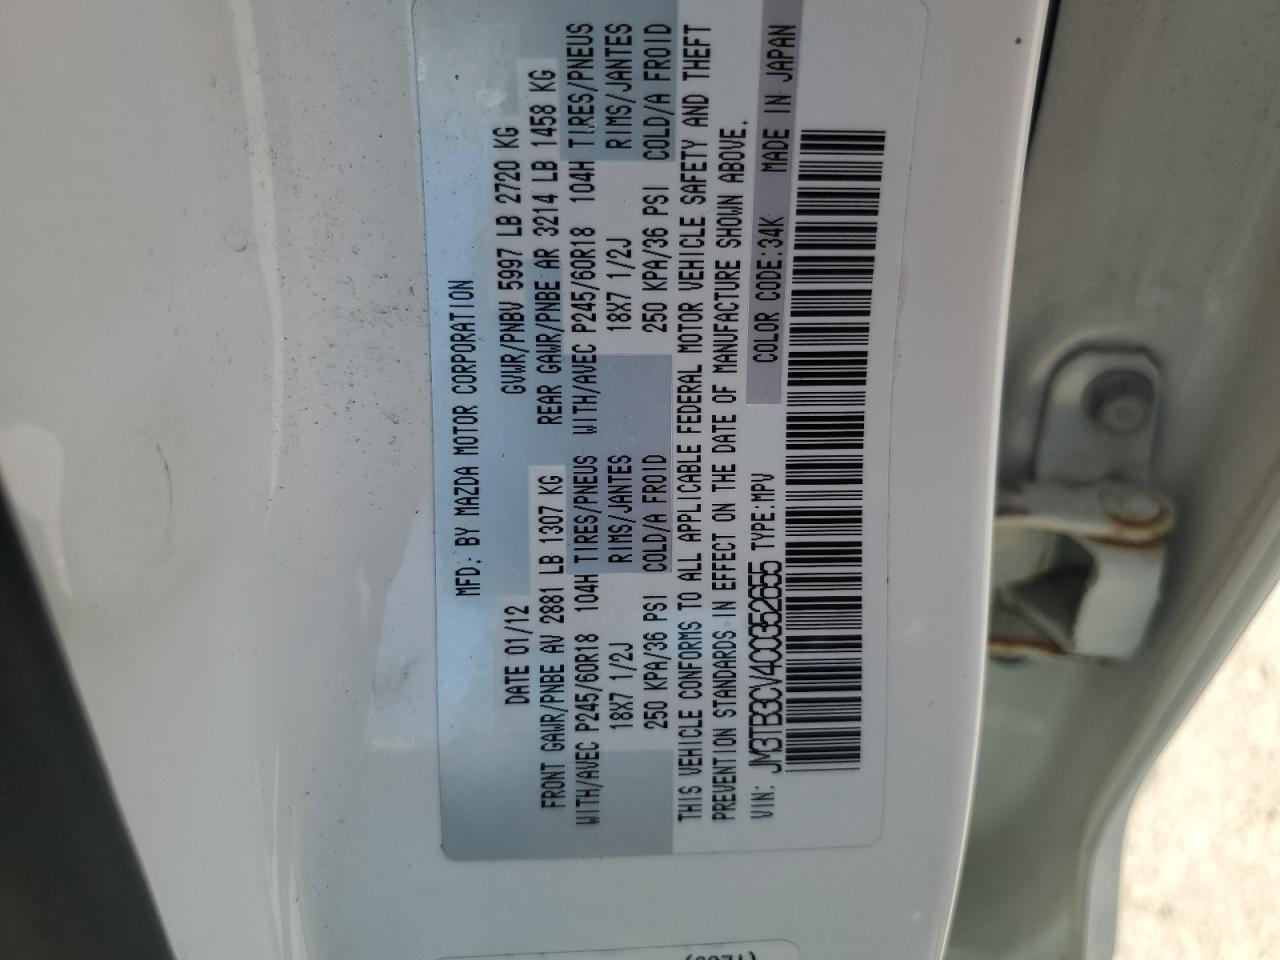 MFD. BY MAZDA MOTOR CORPORATION
DATE 01/12 GVWR/PNBV 5997 LB 2720 KG
FRONT GAWR/PNBE AV 2881 LB 1307 KG REAR GAWR/PNBE AR 3214 LB 1458 KG
WITH/AVEC P245/60R18 104H TIRES/PNEUS WITH/AVEC P245/60R18 104H TIRES/PNEUS
18X7 1/2J RIMS/JANTES 18X7 1/2J RIMS/JANTES
250 KPA/36 PSI COLD/A FROID 250 KPA/36 PSI COLD/A FROID
THIS VEHICLE CONFORMS TO ALL APPLICABLE FEDERAL MOTOR VEHICLE SAFETY AND THEFT
PREVENTION STANDARDS IN EFFECT ON THE DATE OF MANUFACTURE SHOWN ABOVE.
VIN: JM3TB3CV4C0352655 TYPE:MPV COLOR CODE:34K MADE IN JAPAN